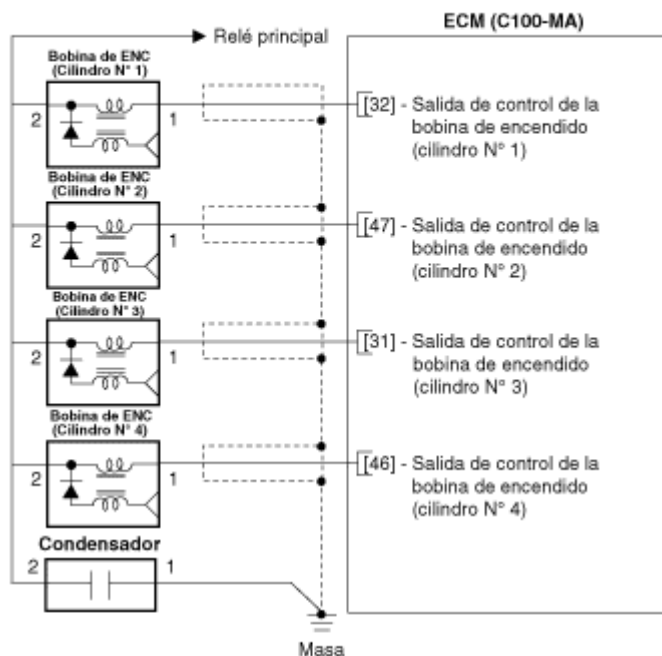 ECM (C100-MA)
Relé principal
Bobina de ENC
(Cilindro N° 1)
2
1
[32] - Salida de control de la
bobina de encendido
(cilindro N° 1)
Bobina de ENC
(Cilindro N° 2)
2
1
[47] - Salida de control de la
bobina de encendido
(cilindro N° 2)
Bobina de ENC
(Cilindro N° 3)
2
1
[31] - Salida de control de la
bobina de encendido
(cilindro N° 3)
Bobina de ENC
(Cilindro N° 4)
2
1
[46] - Salida de control de la
bobina de encendido
(cilindro N° 4)
Condensador
2
1
Masa